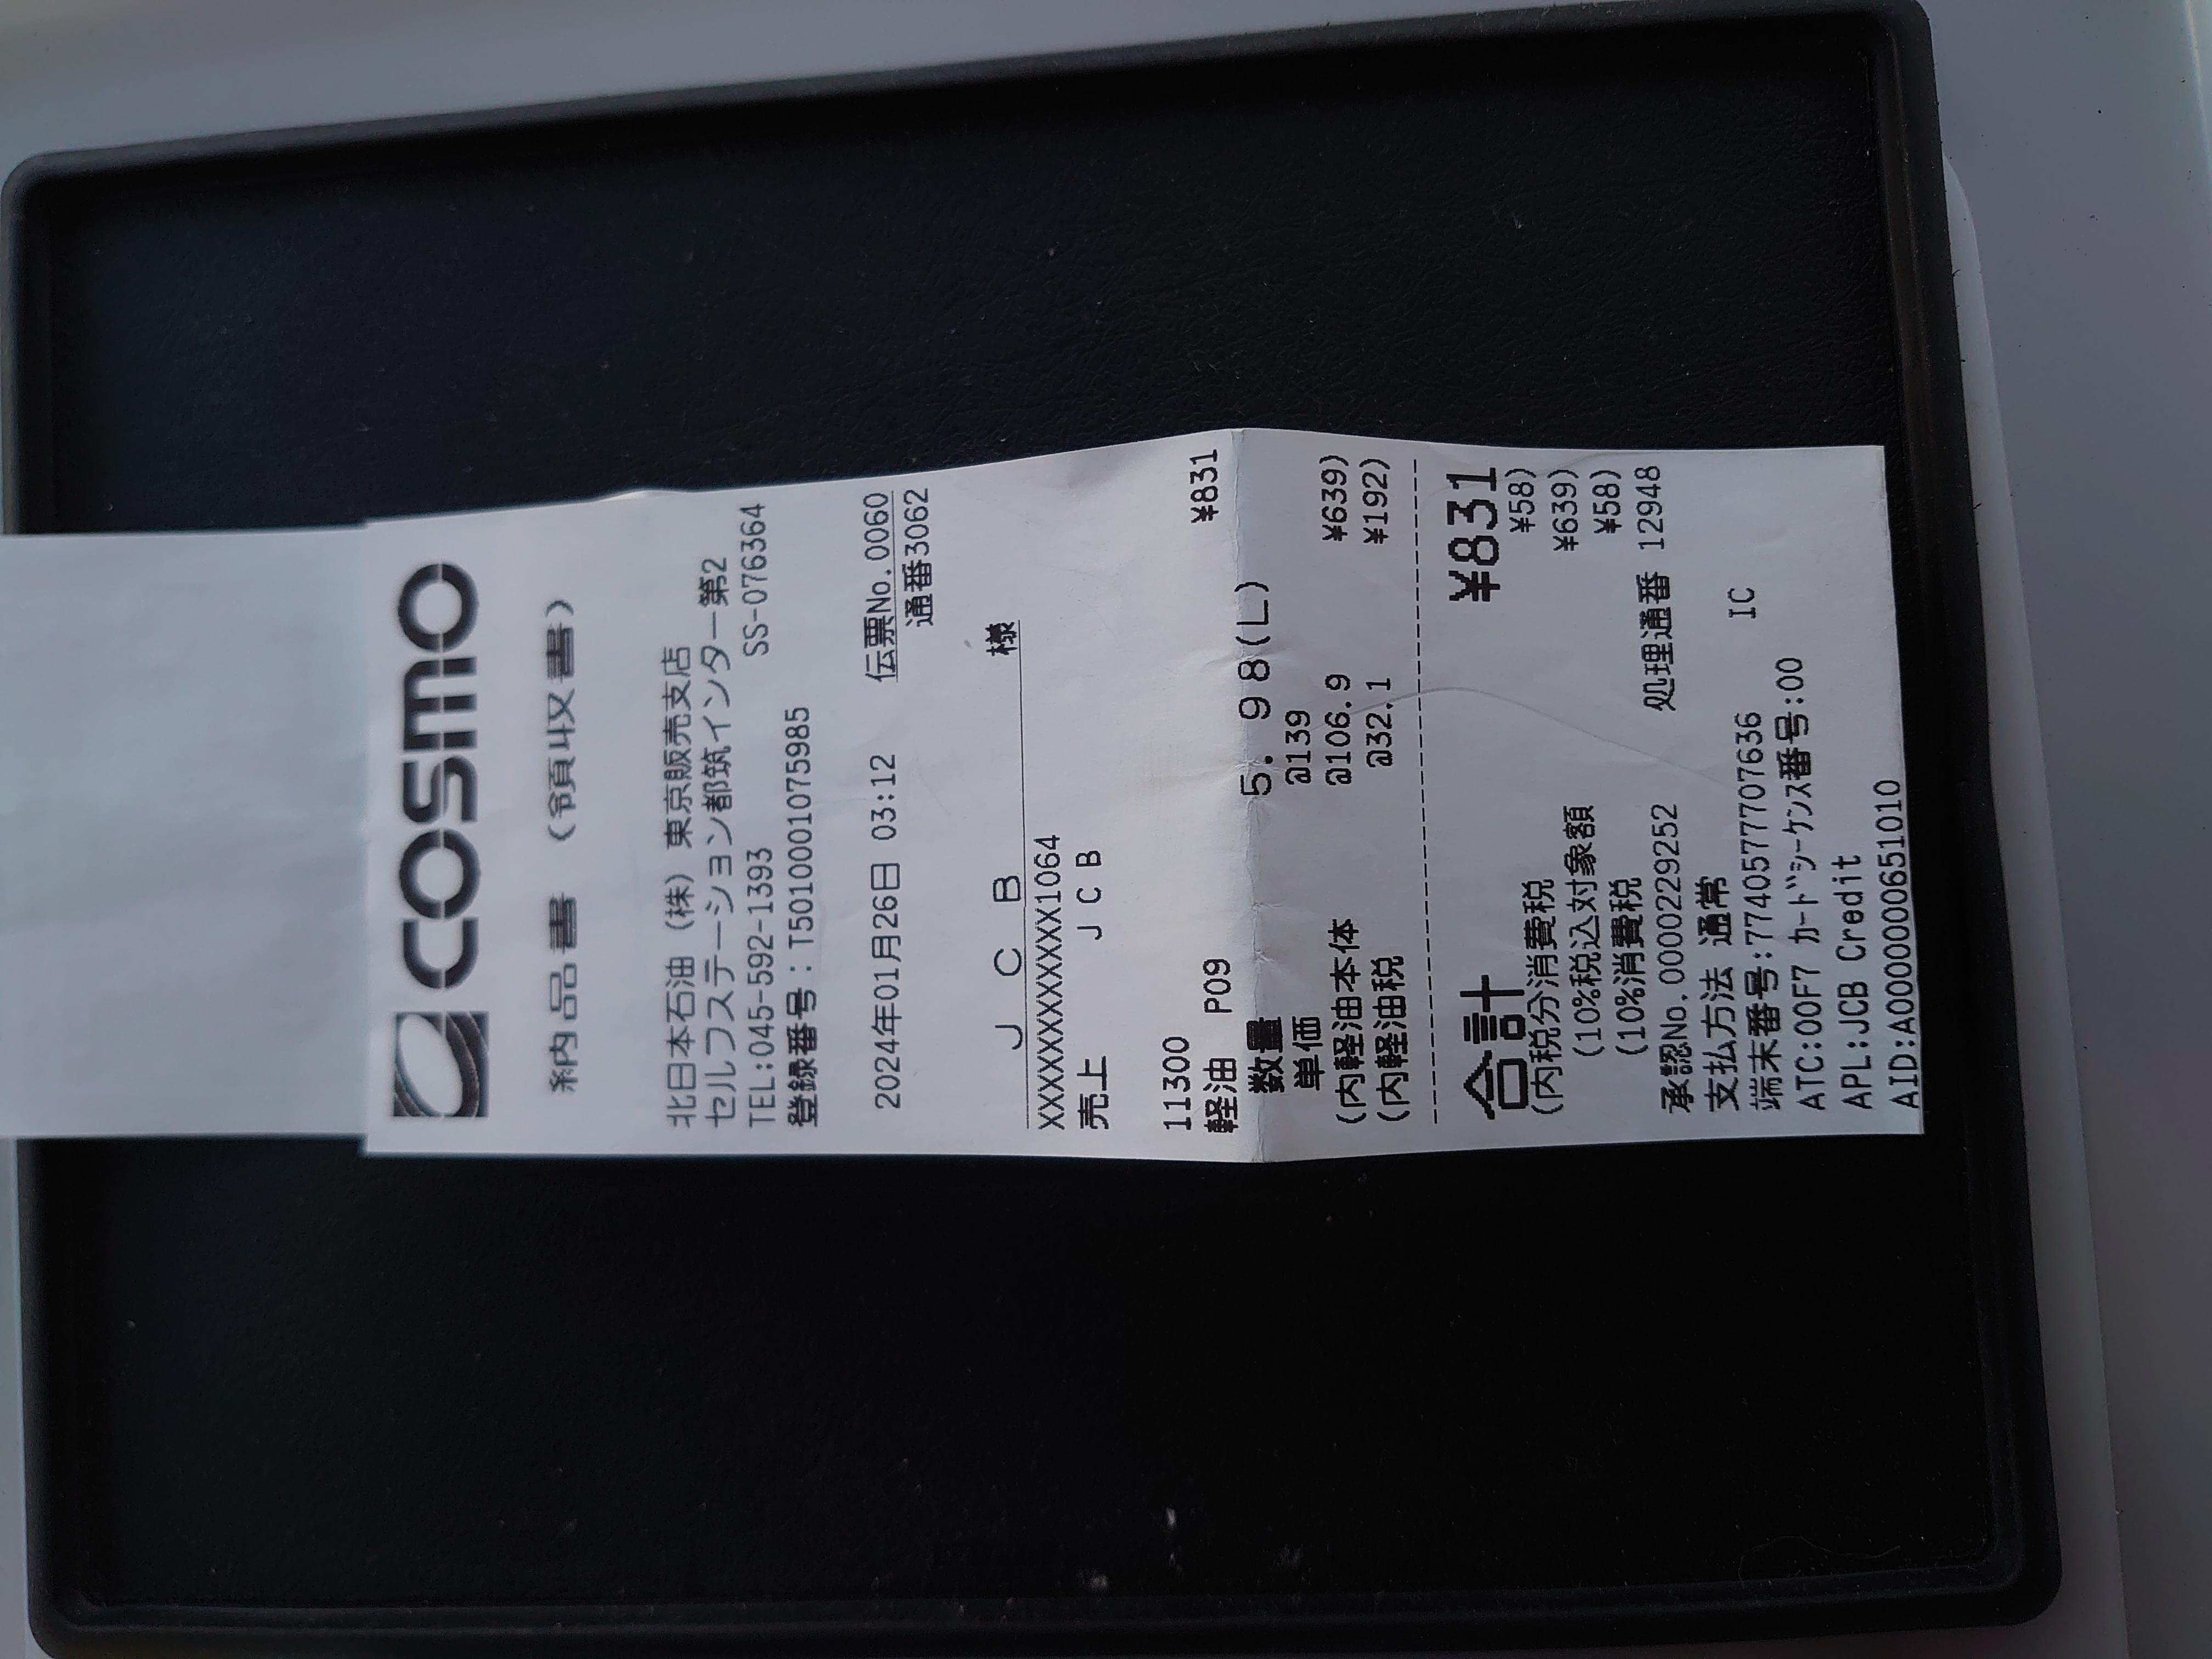 COSMO
納品書（領収書）
北日本石油（株）東京販売支店
セルフステーション都筑インター第2
TEL:045-592-1393 SS-076364
登録番号：T5010001075985
2024年01月26日 03:12 伝票No.0060
通番3062
ＪＣＢ 様
XXXXXXXXXXXX1064
売上 ＪＣＢ
11300
軽油 P09 ¥831
数量 ５．９８(Ｌ)
単価 @139
(内軽油本体 @106.9 ¥639)
(内軽油税 @32.1 ¥192)
合計 ¥831
(内税分消費税 ¥58)
(10%税込対象額 ¥639)
(10%消費税 ¥58)
承認No.0000229252 処理通番 12948
支払方法 通常
端末番号:7740577707636 IC
ATC:00F7 ｶｰﾄﾞｼｰｹﾝｽ番号:00
APL:JCB Credit
AID:A0000000651010